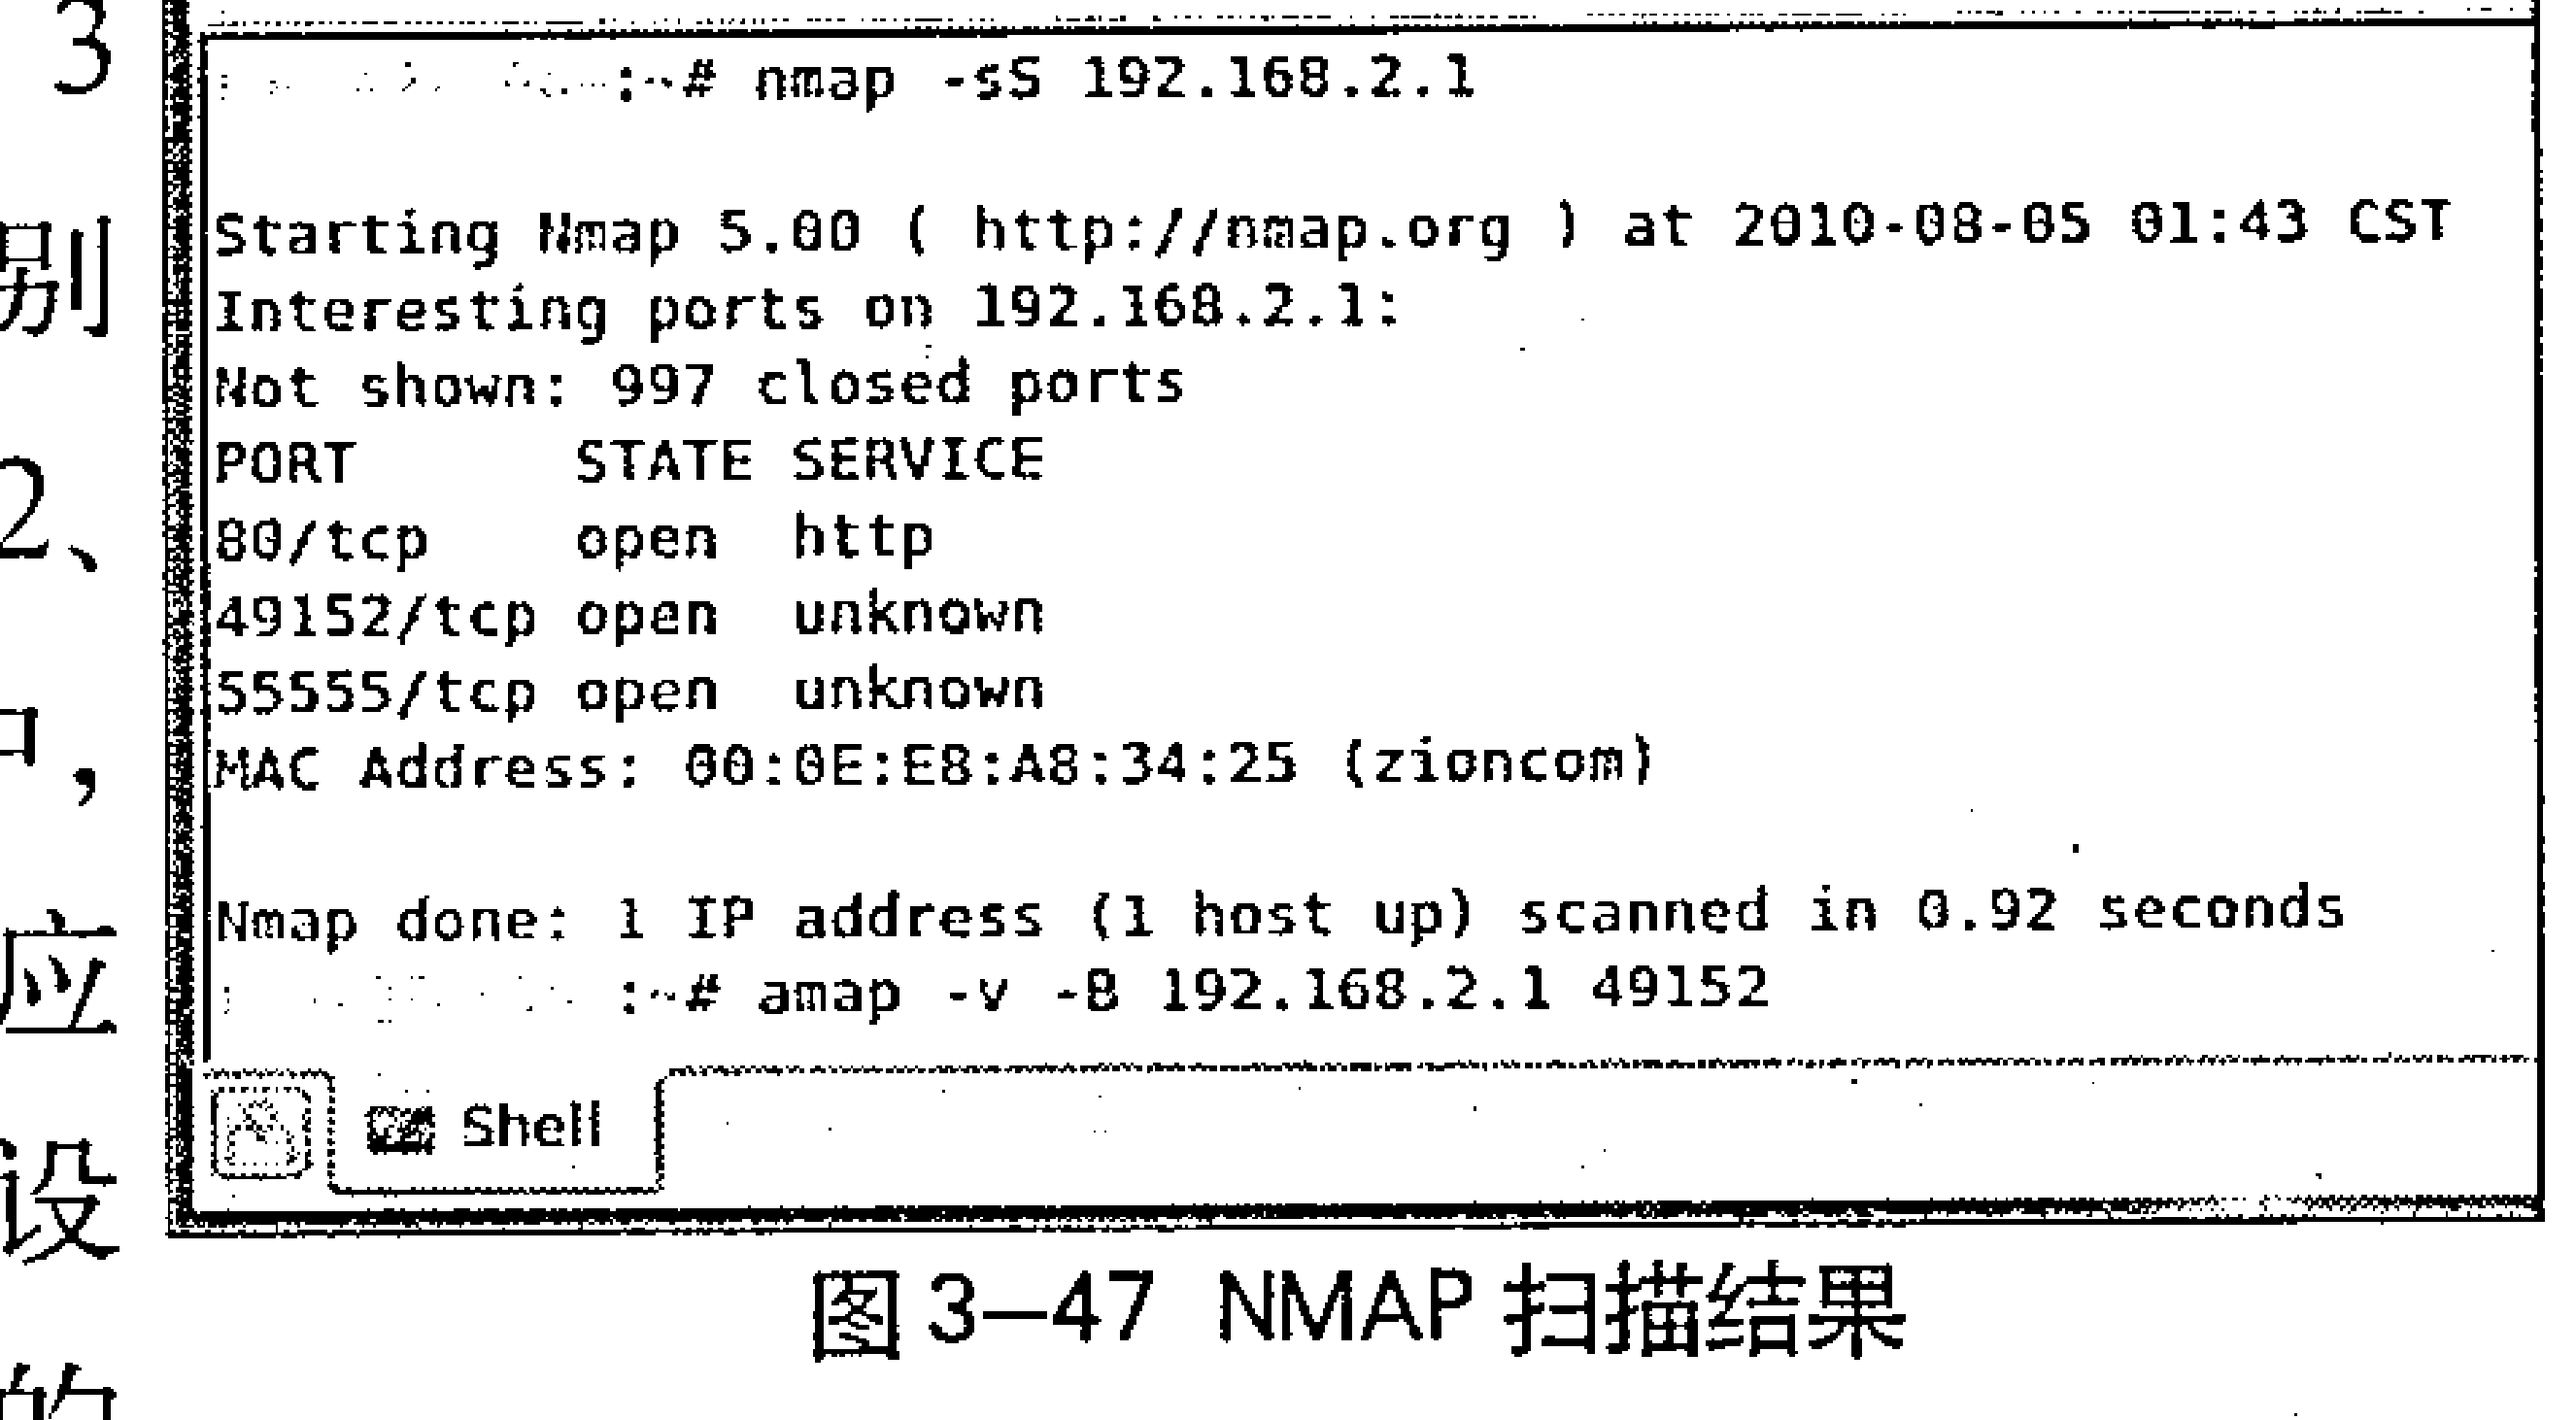 3
别
2、
，
应
设
的
:~# nmap -sS 192.168.2.1
Starting Nmap 5.00 ( http://nmap.org ) at 2010-08-05 01:43 CST
Interesting ports on 192.168.2.1:
Not shown: 997 closed ports
PORT STATE SERVICE
80/tcp open http
49152/tcp open unknown
55555/tcp open unknown
MAC Address: 00:0E:E8:A8:34:25 (zioncom)
Nmap done: 1 IP address (1 host up) scanned in 0.92 seconds
:~# amap -v -B 192.168.2.1 49152
Shell
图 3-47 NMAP 扫描结果